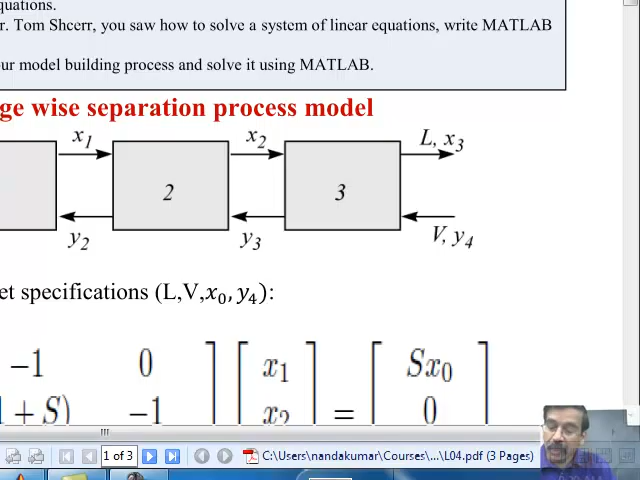 quations.
r. Tom Sheerr, you saw how to solve a system of linear equations, write MATLAB
ur model building process and solve it using MATLAB.
ge wise separation process model
x1 x2 L, x3
2 3
y2 y3 V, y4
et specifications (L,V,x0, y4):
−1 0 x1 Sx0
+ S) −1 x2 = 0
1 of 3 C:\Users\nandakumar\Courses\...\L04.pdf (3 Pages)